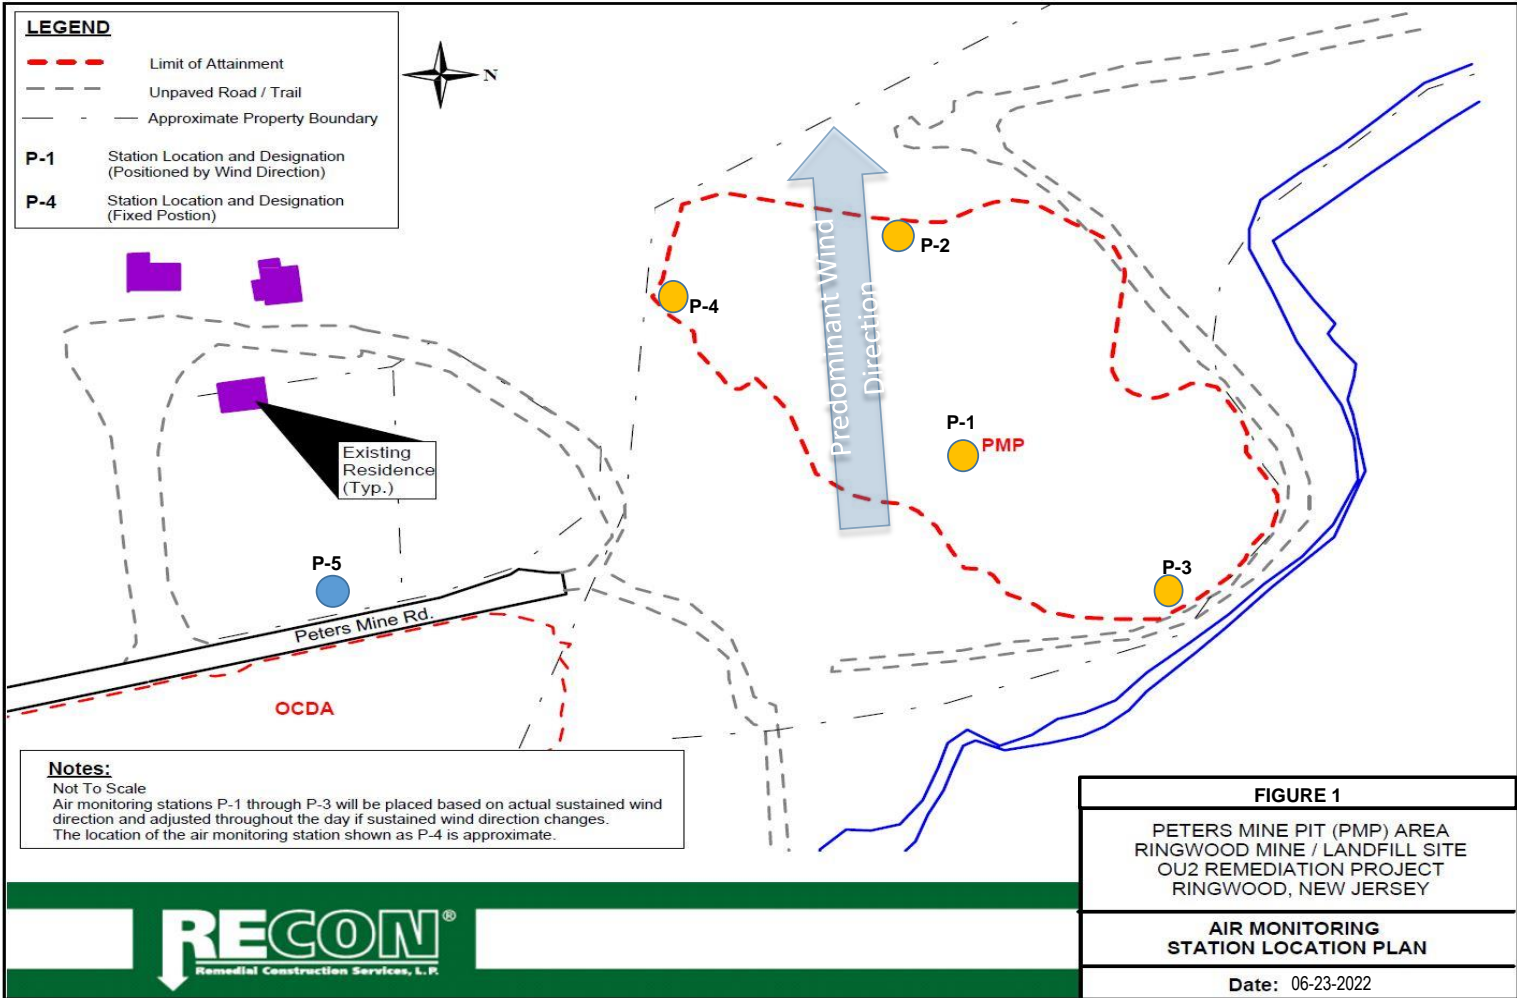 LEGEND
Limit of Attainment
Unpaved Road / Trail
Approximate Property Boundary
P-1
Station Location and Designation
(Positioned by Wind Direction)
P-4
Station Location and Designation
(Fixed Postion)
N
Predominant Wind
Direction
P-2
P-4
P-1
PMP
P-3
Existing
Residence
(Typ.)
P-5
Peters Mine Rd.
OCDA
Notes:
Not To Scale
Air monitoring stations P-1 through P-3 will be placed based on actual sustained wind
direction and adjusted throughout the day if sustained wind direction changes.
The location of the air monitoring station shown as P-4 is approximate.
RECON®
Remedial Construction Services, L.P.
FIGURE 1
PETERS MINE PIT (PMP) AREA
RINGWOOD MINE / LANDFILL SITE
OU2 REMEDIATION PROJECT
RINGWOOD, NEW JERSEY
AIR MONITORING
STATION LOCATION PLAN
Date: 06-23-2022